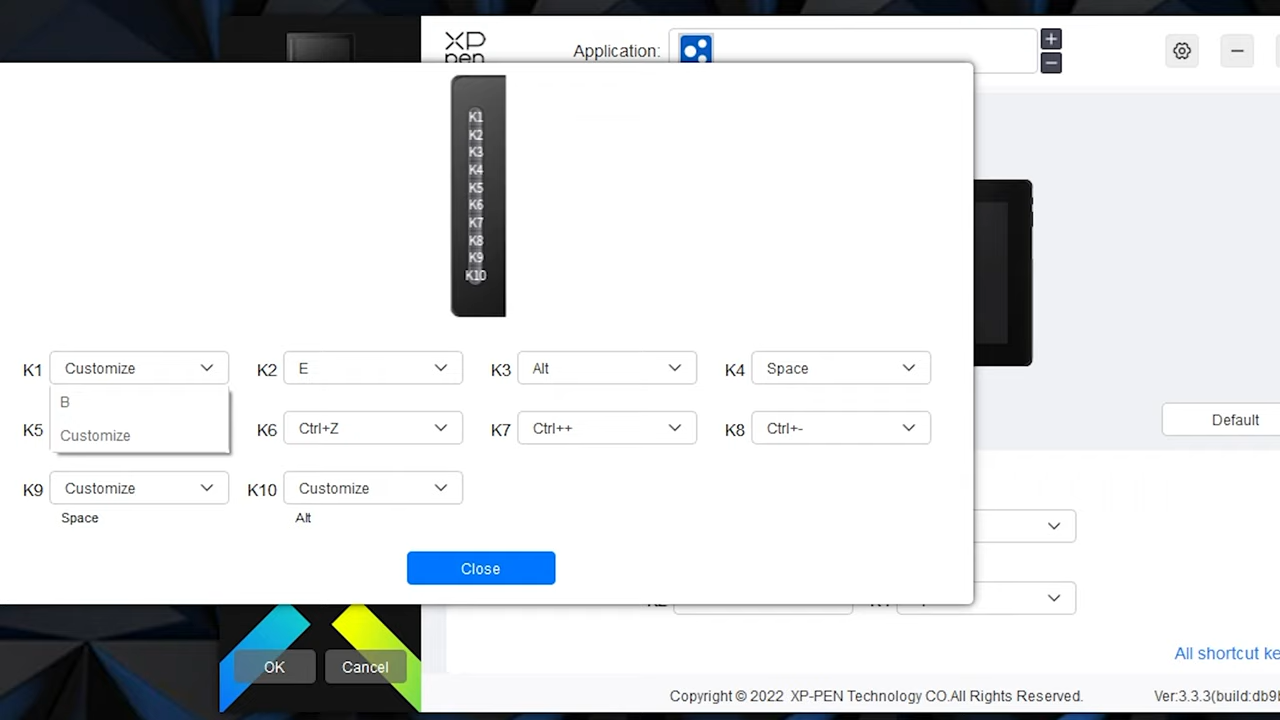 XP
pen
Application:
K1
K2
K3
K4
K5
K6
K7
K8
K9
K10
K1 Customize K2 E K3 Alt K4 Space
B
Customize
K5 K6 Ctrl+Z K7 Ctrl++ K8 Ctrl+-
K9 Customize K10 Customize
Space Alt
Close
Default
OK Cancel
All shortcut ke
Copyright © 2022 XP-PEN Technology CO.All Rights Reserved. Ver:3.3.3(build:db9